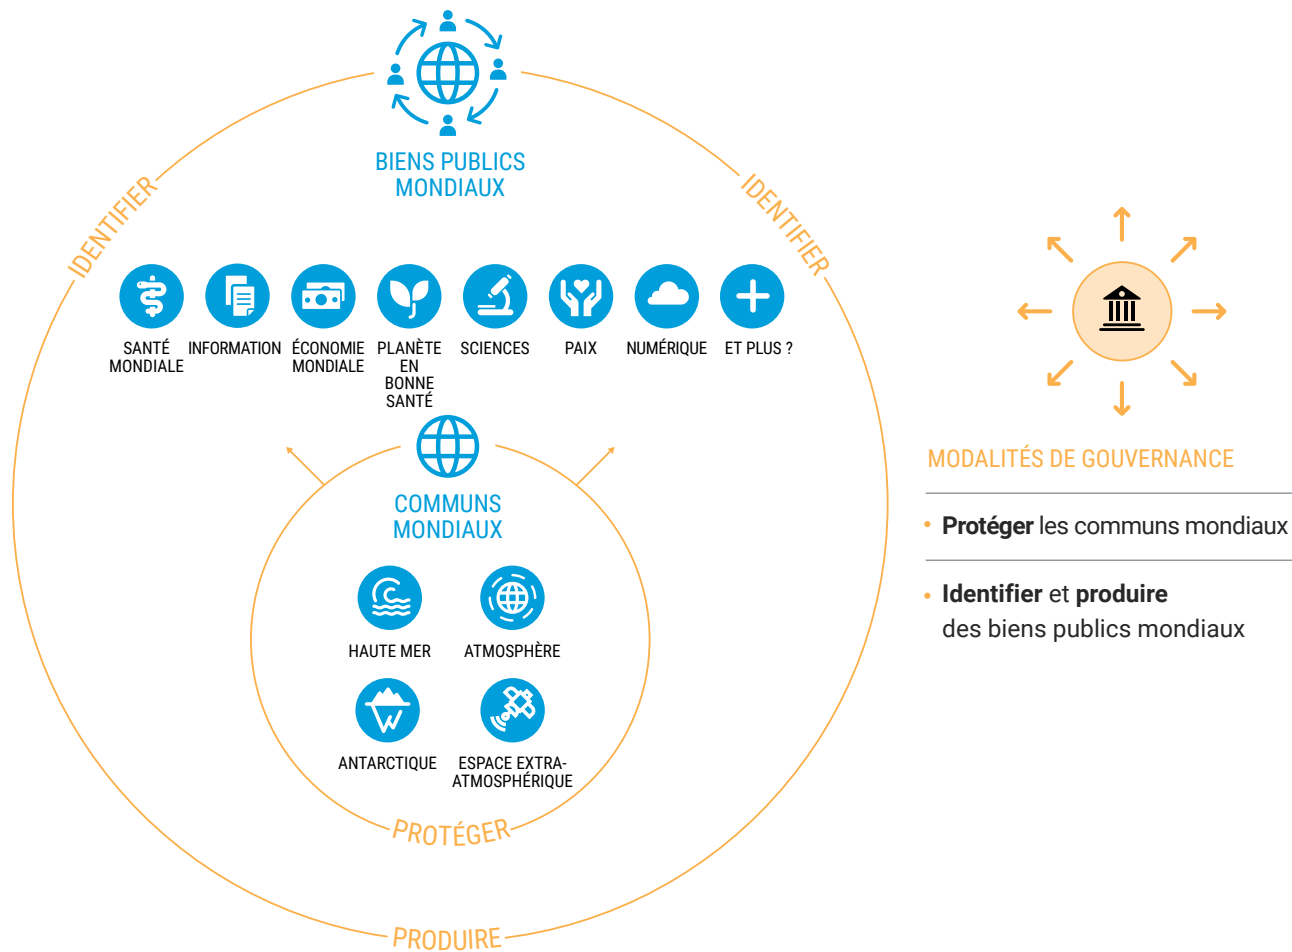 BIENS PUBLICS
MONDIAUX
IDENTIFIER
IDENTIFIER
SANTÉ
MONDIALE
INFORMATION
ÉCONOMIE
MONDIALE
PLANÈTE
EN
BONNE
SANTÉ
SCIENCES
PAIX
NUMÉRIQUE
ET PLUS ?
COMMUNS
MONDIAUX
HAUTE MER
ATMOSPHÈRE
ANTARCTIQUE
ESPACE EXTRA-
ATMOSPHÉRIQUE
PROTÉGER
PRODUIRE
MODALITÉS DE GOUVERNANCE
• Protéger les communs mondiaux
• Identifier et produire
des biens publics mondiaux